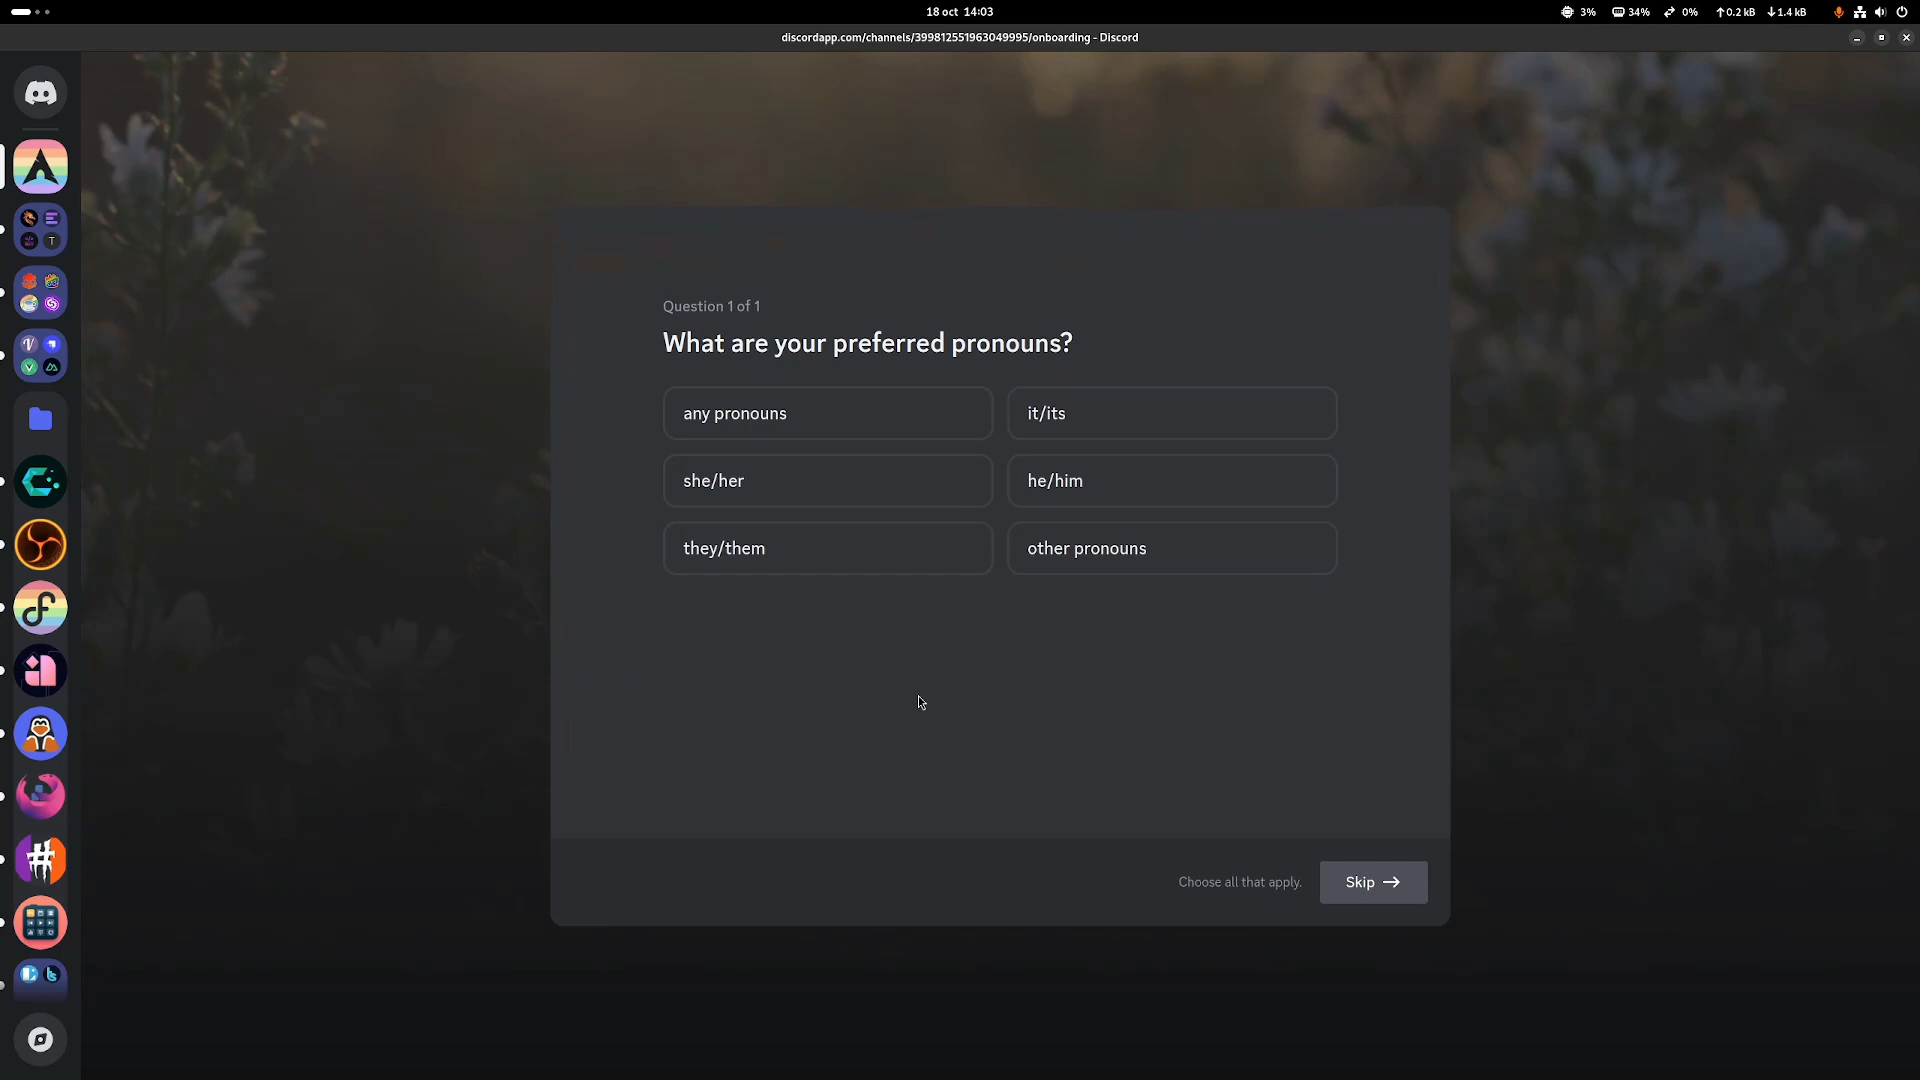 18 oct 14:03
3% 34% 0% ↑0.2 kB ↓1.4 kB
discordapp.com/channels/399812551963049995/onboarding - Discord
Question 1 of 1
What are your preferred pronouns?
any pronouns
it/its
she/her
he/him
they/them
other pronouns
Choose all that apply.
Skip →